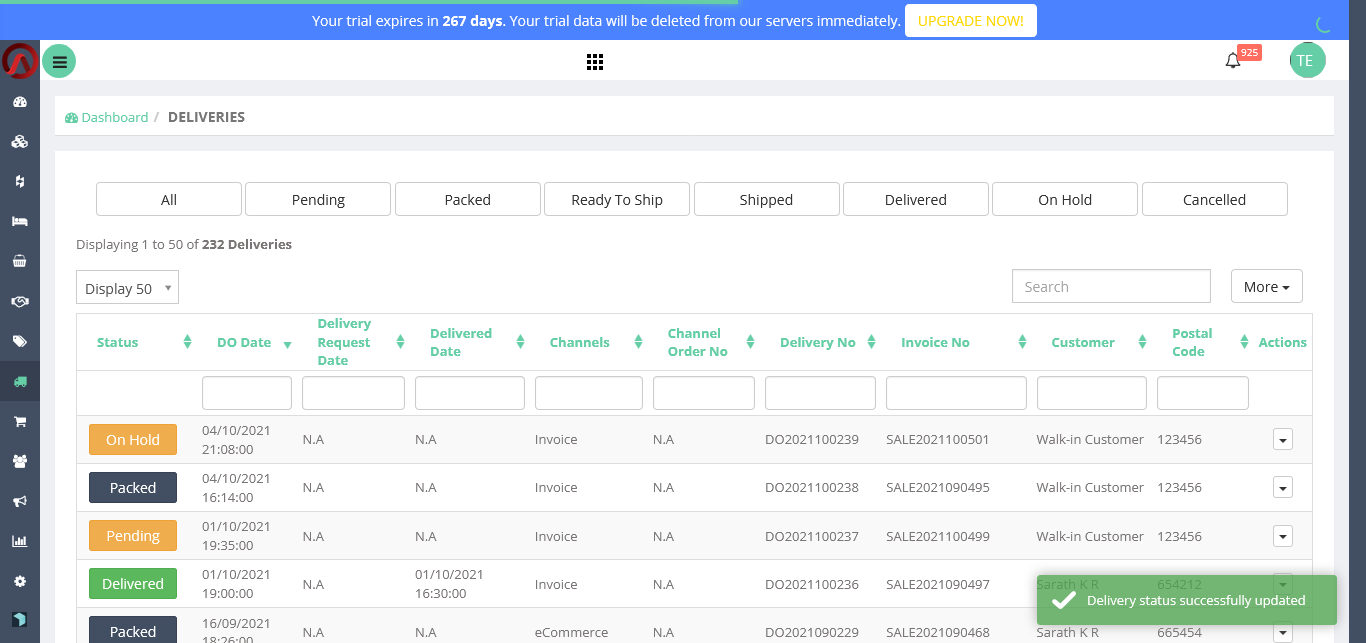 Your trial expires in 267 days. Your trial data will be deleted from our servers immediately. UPGRADE NOW!
925
TE
Dashboard / DELIVERIES
All Pending Packed Ready To Ship Shipped Delivered On Hold Cancelled
Displaying 1 to 50 of 232 Deliveries
Display 50 Search More
Status DO Date Delivery Request Date Delivered Date Channels Channel Order No Delivery No Invoice No Customer Postal Code Actions
On Hold 04/10/2021 21:08:00 N.A N.A Invoice N.A DO2021100239 SALE2021100501 Walk-in Customer 123456
Packed 04/10/2021 16:14:00 N.A N.A Invoice N.A DO2021100238 SALE2021090495 Walk-in Customer 123456
Pending 01/10/2021 19:35:00 N.A N.A Invoice N.A DO2021100237 SALE2021100499 Walk-in Customer 123456
Delivered 01/10/2021 19:00:00 N.A 01/10/2021 16:30:00 Invoice N.A DO2021100236 SALE2021090497 Sarath K R 654212
Delivery status successfully updated
Packed 16/09/2021 18:26:00 N.A N.A eCommerce N.A DO2021090229 SALE2021090468 Sarath K R 665454